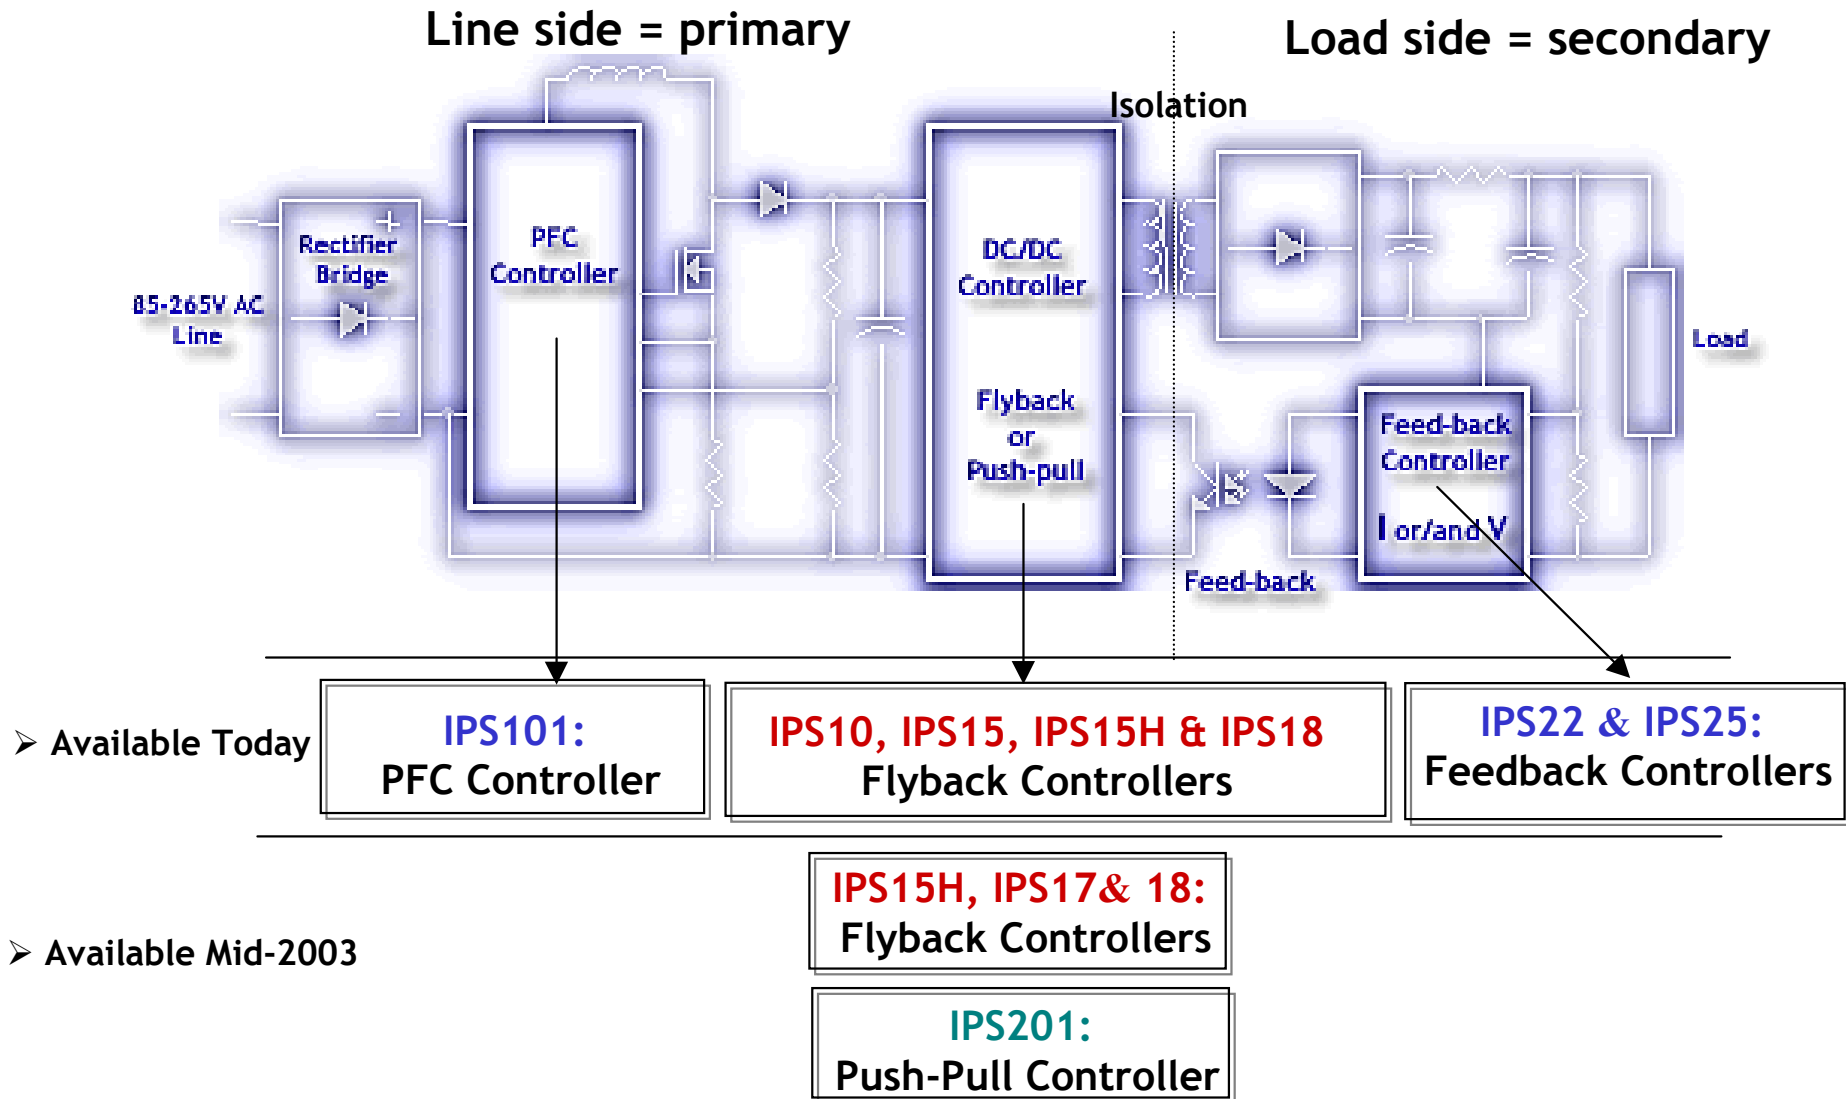 Line side = primary
Load side = secondary
Isolation
Rectifier
Bridge
+
−
85-265V AC
Line
PFC
Controller
DC/DC
Controller
Flyback
or
Push-pull
Feed-back
Feed-back
Controller
I or/and V
Load
➢ Available Today
IPS101:
PFC Controller
IPS10, IPS15, IPS15H & IPS18
Flyback Controllers
IPS22 & IPS25:
Feedback Controllers
➢ Available Mid-2003
IPS15H, IPS17& 18:
Flyback Controllers
IPS201:
Push-Pull Controller